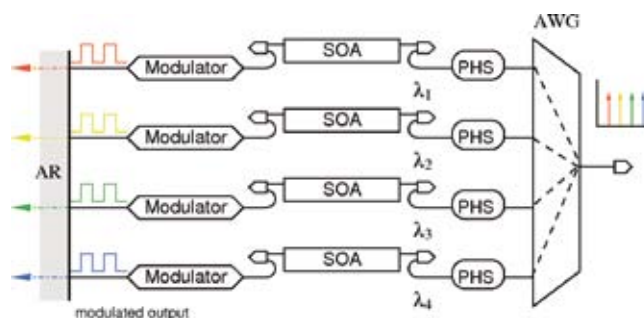 AWG
SOA
Modulator
PHS
λ1
SOA
Modulator
PHS
λ2
AR
SOA
Modulator
PHS
λ3
SOA
Modulator
PHS
λ4
modulated output